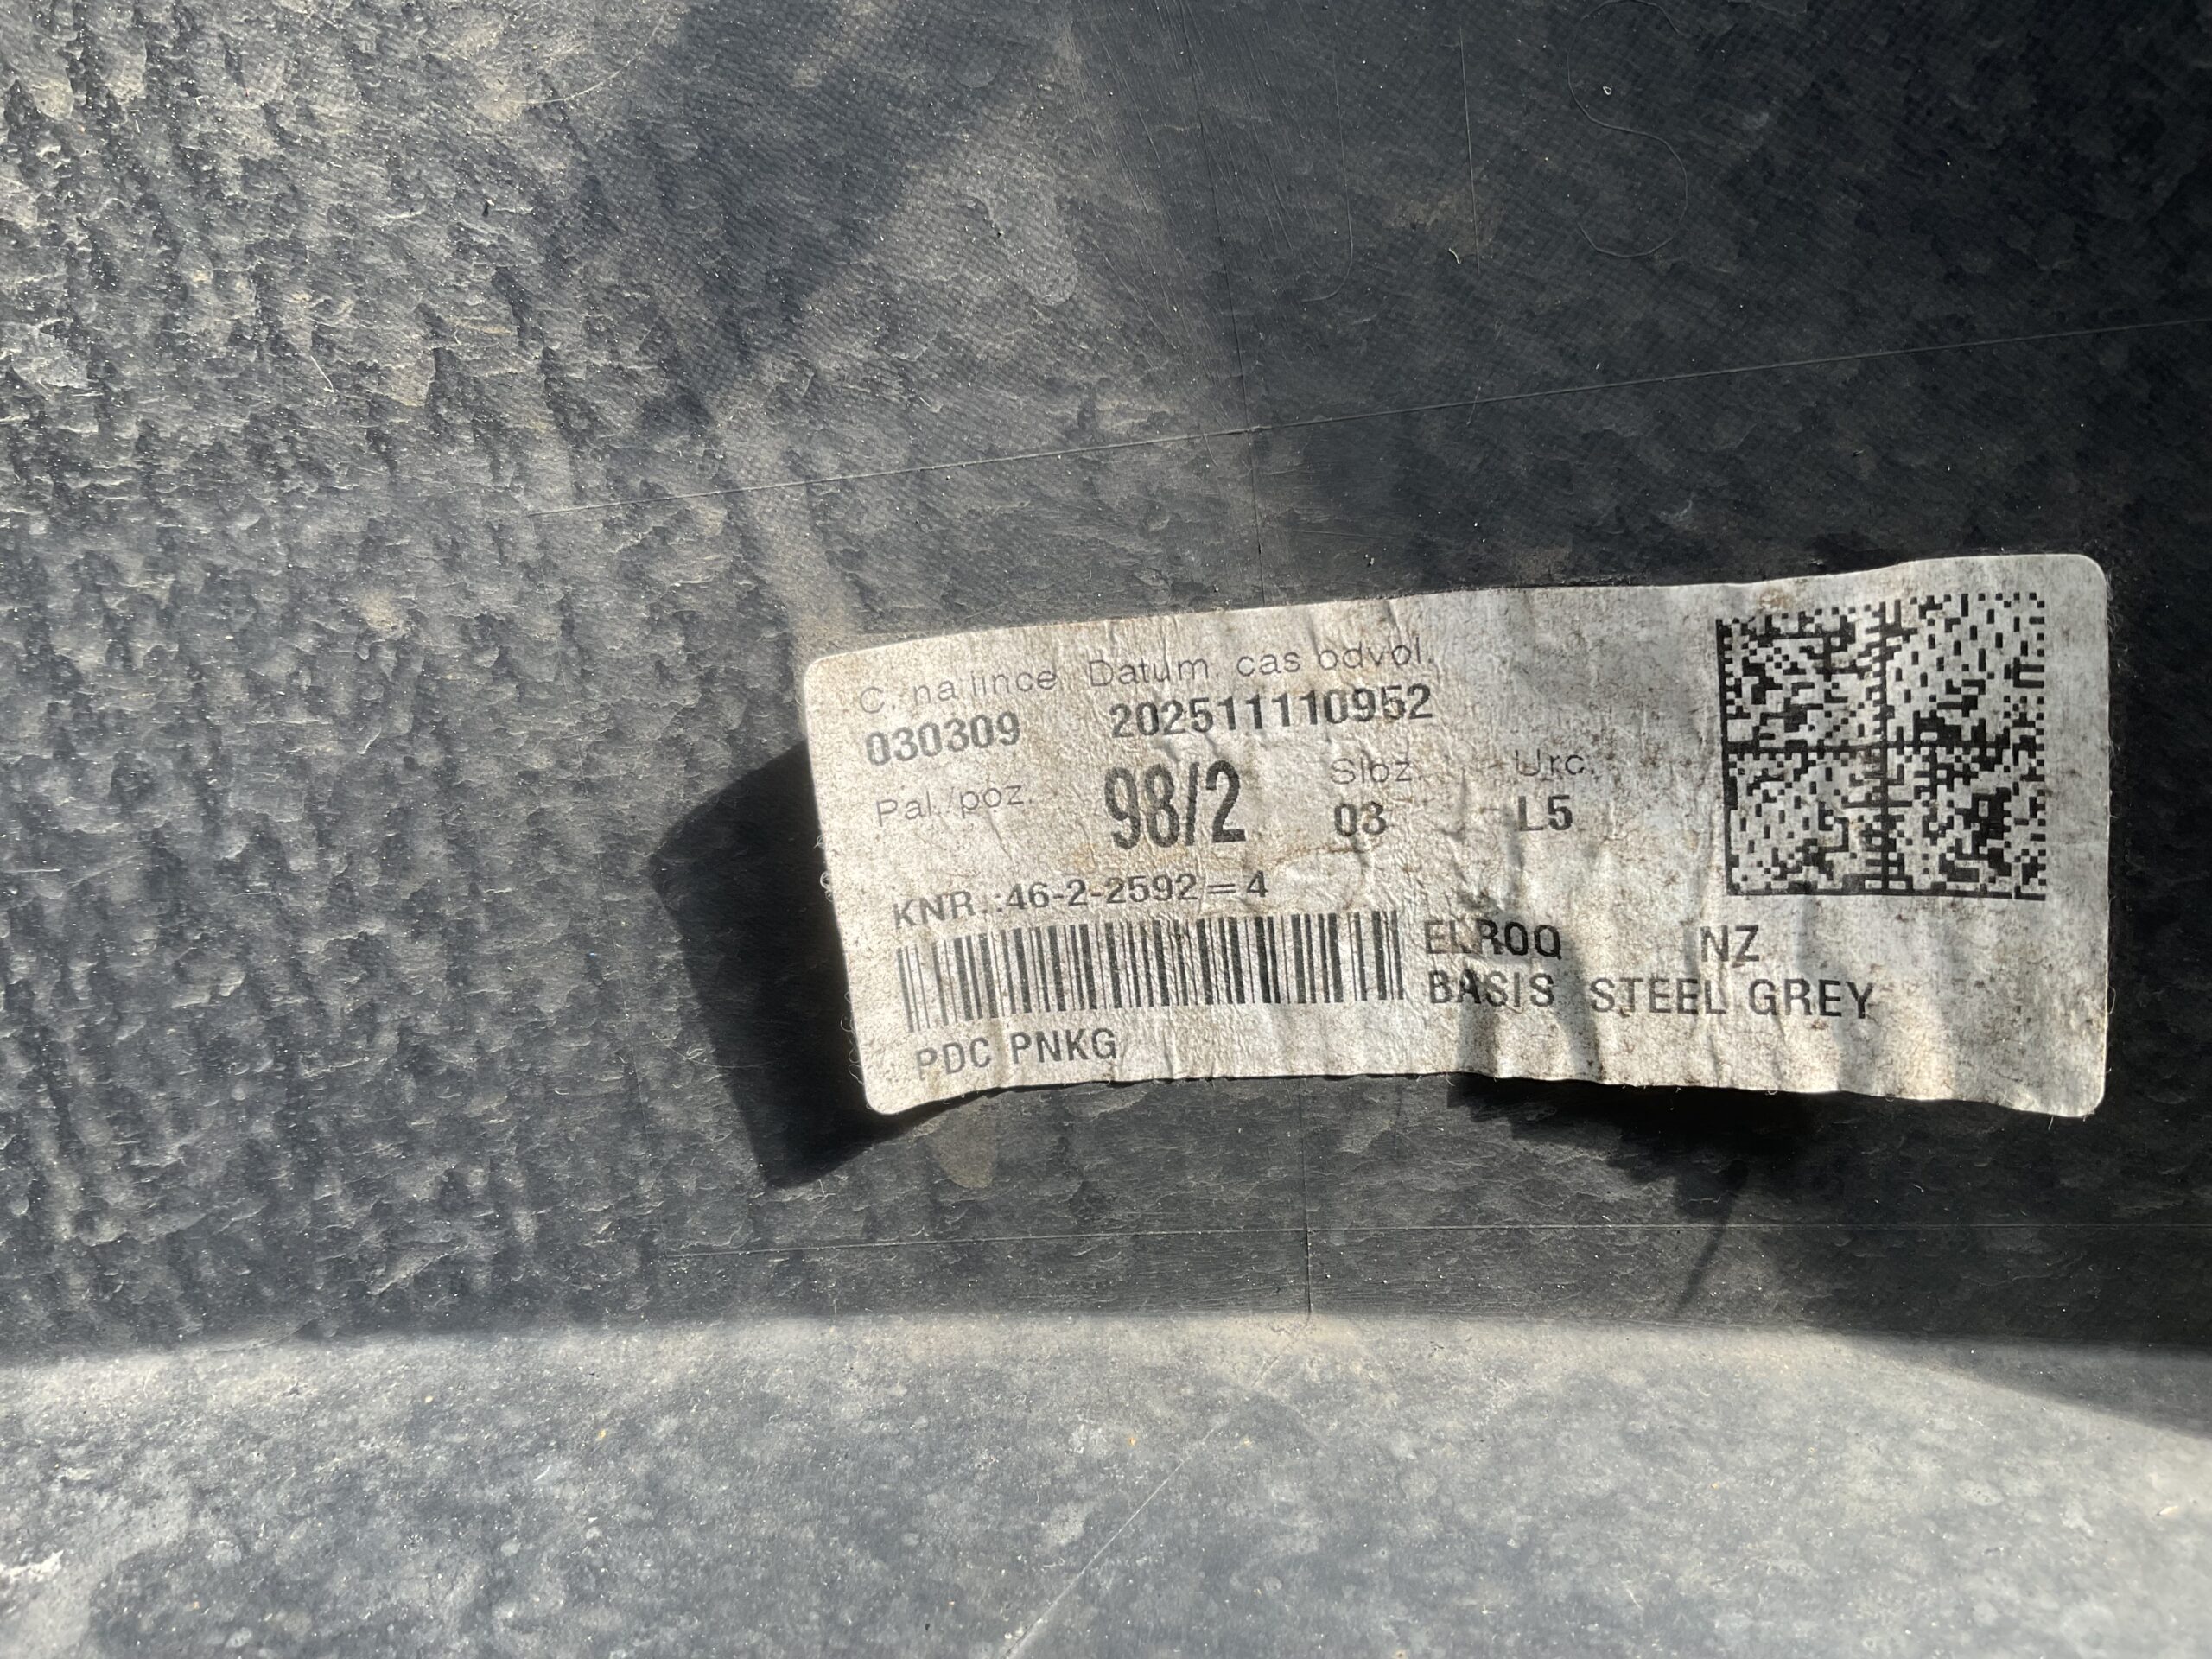 C. na lince Datum. cas odvol.
030309 202511110952
Pal./poz. 98/2 Sloz. Urc.
03 L5
KNR.:46-2-2592=4
ELROQ NZ
BASIS STEEL GREY
PDC PNKG